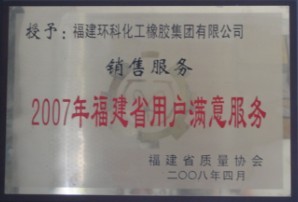 授予：福建环科化工橡胶集团有限公司
销售服务
2007年福建省用户满意服务
福建省质量协会
二〇〇八年四月